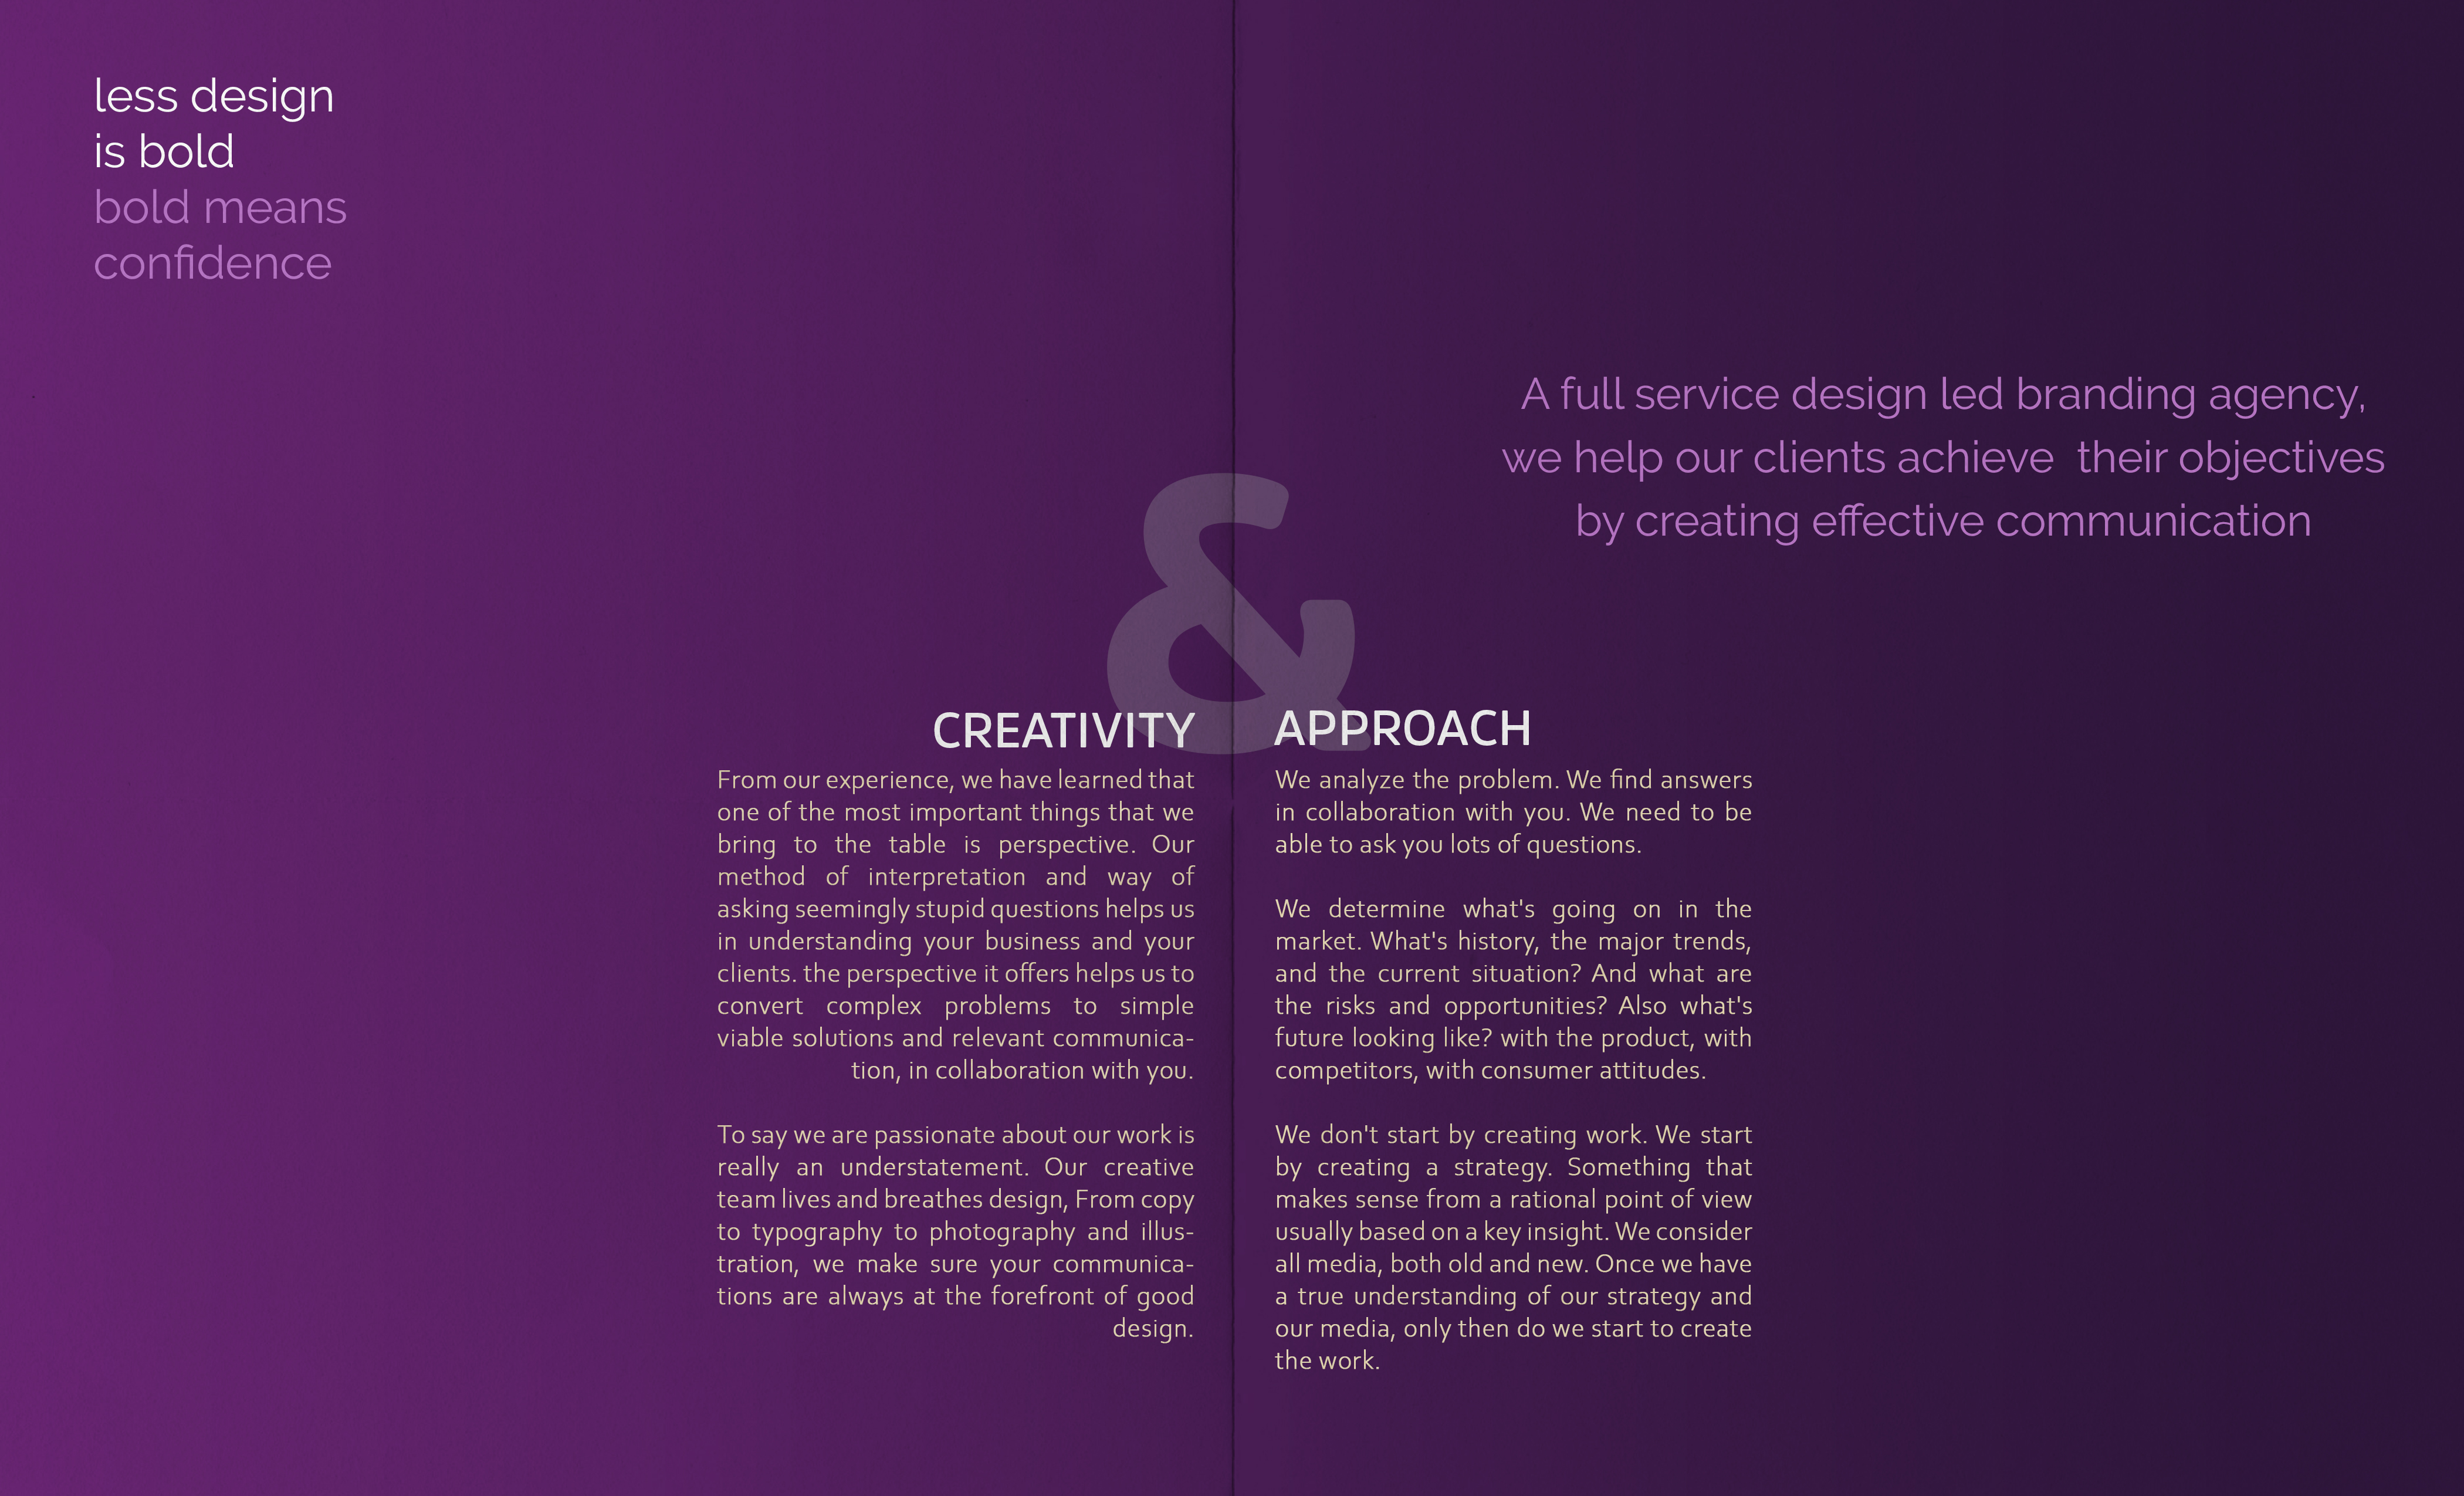 less design
is bold
bold means
confidence
A full service design led branding agency,
we help our clients achieve  their objectives
by creating effective communication
&
CREATIVITY
From our experience, we have learned that
one of the most important things that we
bring to the table is perspective. Our
method of interpretation and way of
asking seemingly stupid questions helps us
in understanding your business and your
clients. the perspective it offers helps us to
convert complex problems to simple
viable solutions and relevant communica-
tion, in collaboration with you.
To say we are passionate about our work is
really an understatement. Our creative
team lives and breathes design, From copy
to typography to photography and illus-
tration, we make sure your communica-
tions are always at the forefront of good
design.
APPROACH
We analyze the problem. We find answers
in collaboration with you. We need to be
able to ask you lots of questions.
We determine what's going on in the
market. What's history, the major trends,
and the current situation? And what are
the risks and opportunities? Also what's
future looking like? with the product, with
competitors, with consumer attitudes.
We don't start by creating work. We start
by creating a strategy. Something that
makes sense from a rational point of view
usually based on a key insight. We consider
all media, both old and new. Once we have
a true understanding of our strategy and
our media, only then do we start to create
the work.